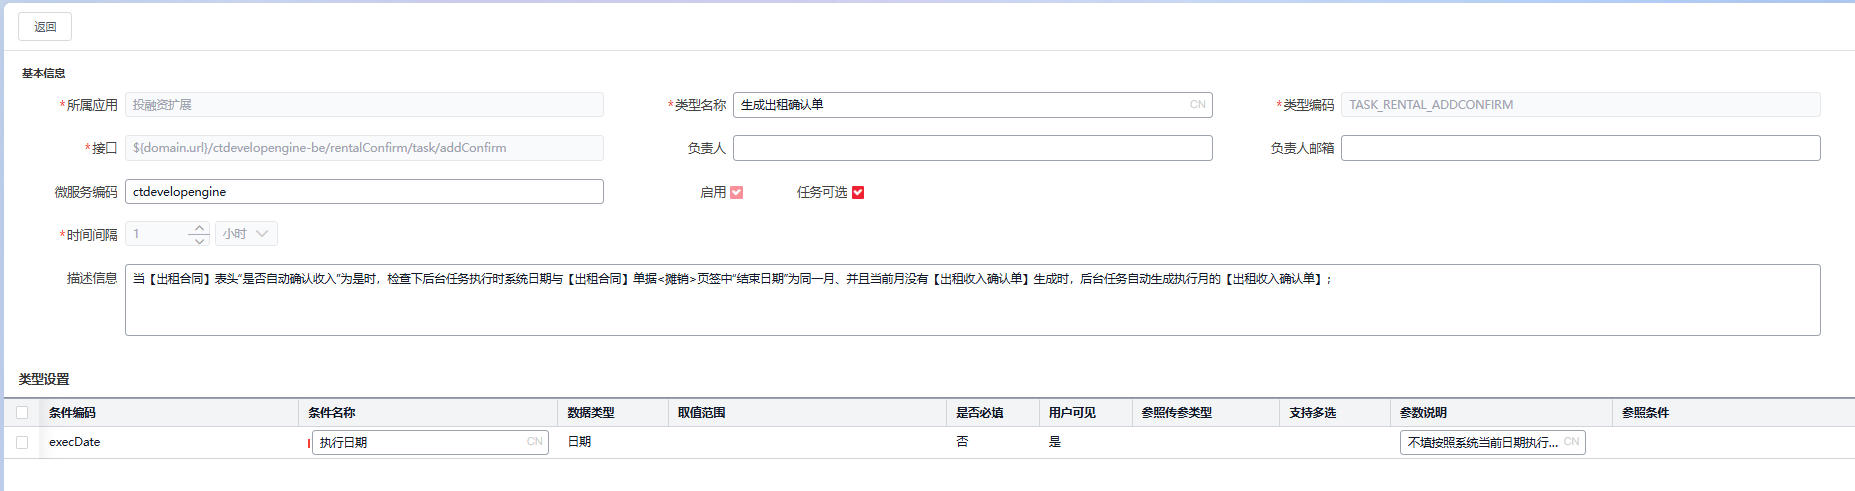 返回
基本信息
*所属应用 投融资扩展 *类型名称 生成出租确认单 CN *类型编码 TASK_RENTAL_ADDCONFIRM
*接口 ${domain.url}/ctdevelopengine-be/rentalConfirm/task/addConfirm 负责人 负责人邮箱
微服务编码 ctdevelopengine 启用 任务可选
*时间间隔 1 小时
描述信息 当【出租合同】表头“是否自动确认收入”为是时，检查下后台任务执行时系统日期与【出租合同】单据<摊销>页签中“结束日期”为同一月、并且当前月没有【出租收入确认单】生成时，后台任务自动生成执行月的【出租收入确认单】；
类型设置
条件编码 条件名称 数据类型 取值范围 是否必填 用户可见 参照传参类型 支持多选 参数说明 参照条件
execDate 执行日期 CN 日期 否 是 不填按照系统当前日期执行... CN